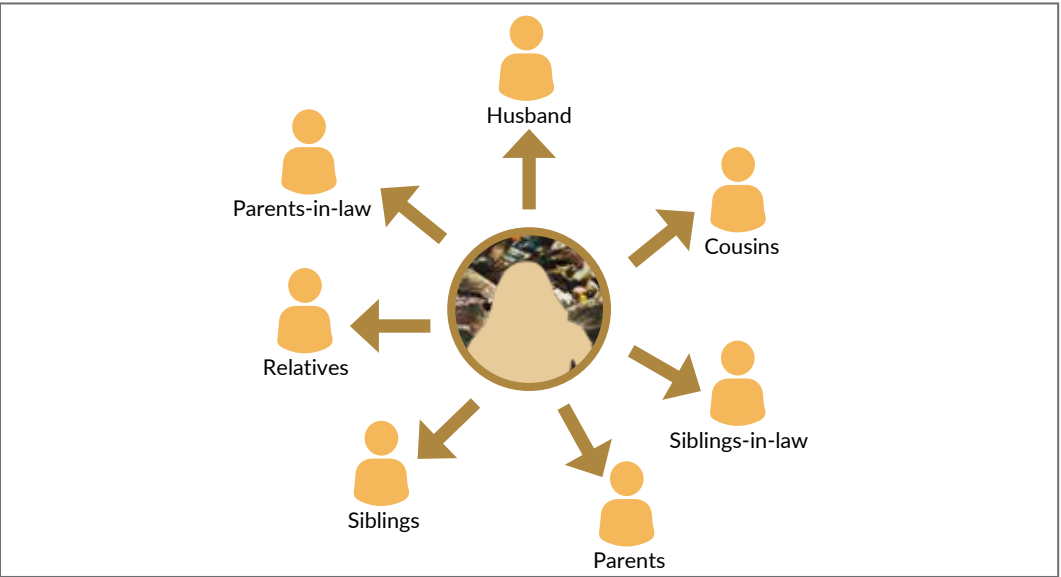 Husband
Parents-in-law
Cousins
Relatives
Siblings-in-law
Siblings
Parents